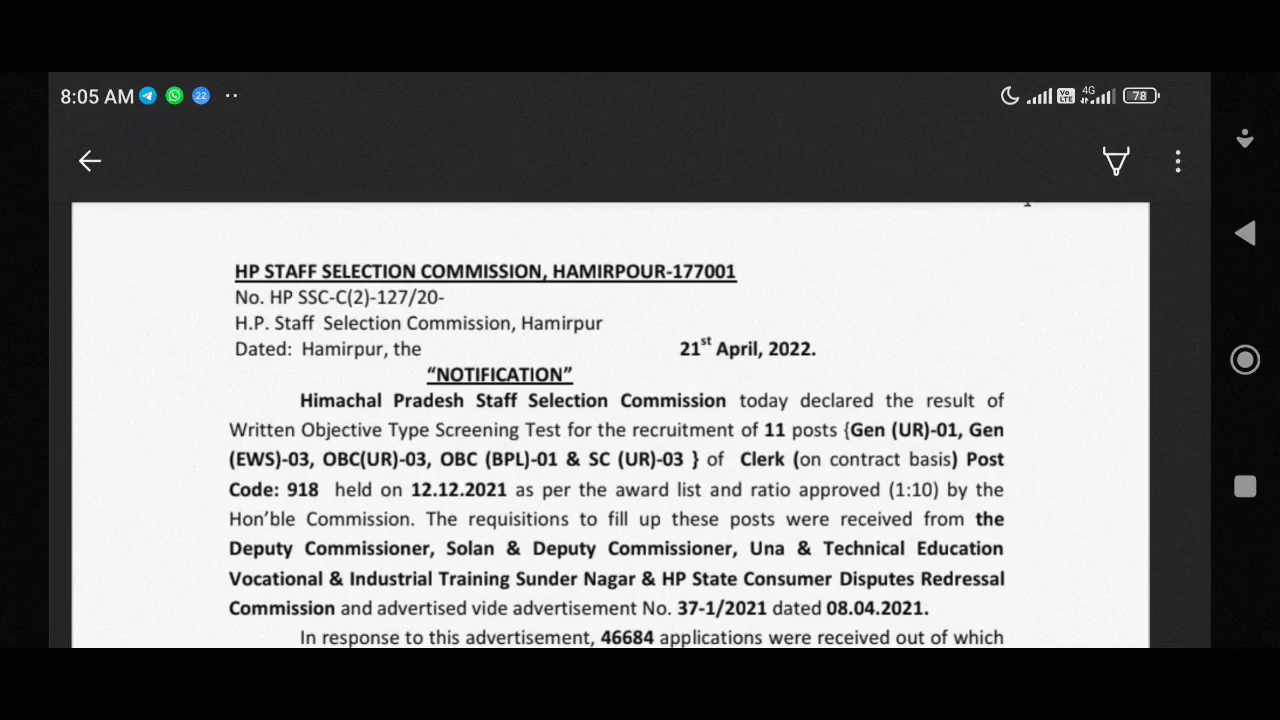 8:05 AM 22 ··
Vo LTE 4G 78
HP STAFF SELECTION COMMISSION, HAMIRPOUR-177001
No. HP SSC-C(2)-127/20-
H.P. Staff Selection Commission, Hamirpur
Dated: Hamirpur, the 21st April, 2022.
“NOTIFICATION”
Himachal Pradesh Staff Selection Commission today declared the result of
Written Objective Type Screening Test for the recruitment of 11 posts {Gen (UR)-01, Gen
(EWS)-03, OBC(UR)-03, OBC (BPL)-01 & SC (UR)-03 } of Clerk (on contract basis) Post
Code: 918 held on 12.12.2021 as per the award list and ratio approved (1:10) by the
Hon’ble Commission. The requisitions to fill up these posts were received from the
Deputy Commissioner, Solan & Deputy Commissioner, Una & Technical Education
Vocational & Industrial Training Sunder Nagar & HP State Consumer Disputes Redressal
Commission and advertised vide advertisement No. 37-1/2021 dated 08.04.2021.
In response to this advertisement, 46684 applications were received out of which